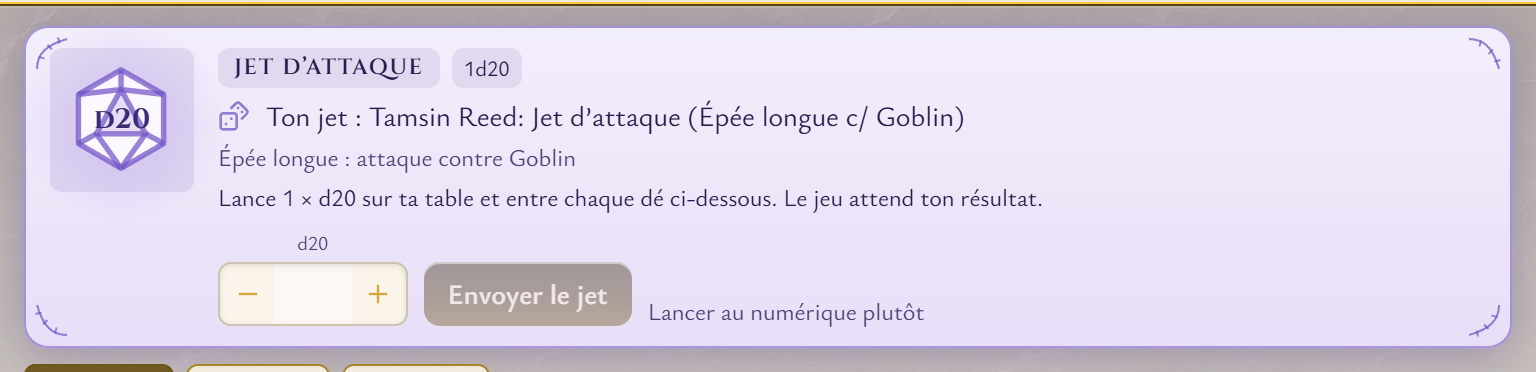 D20
JET D’ATTAQUE 1d20
Ton jet : Tamsin Reed: Jet d’attaque (Épée longue c/ Goblin)
Épée longue : attaque contre Goblin
Lance 1 × d20 sur ta table et entre chaque dé ci-dessous. Le jeu attend ton résultat.
d20
− + Envoyer le jet Lancer au numérique plutôt